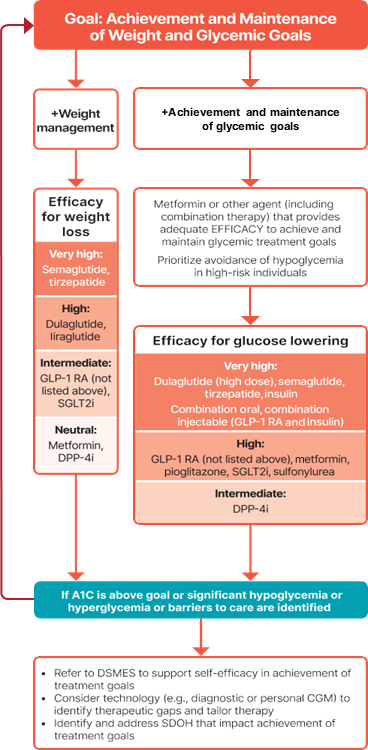 Goal: Achievement and Maintenance
of Weight and Glycemic Goals
+Weight
management
+Achievement and maintenance
of glycemic goals
Efficacy
for weight
loss
Very high:
Semaglutide,
tirzepatide
High:
Dulaglutide,
liraglutide
Intermediate:
GLP-1 RA (not
listed above),
SGLT2i
Neutral:
Metformin,
DPP-4i
Metformin or other agent (including
combination therapy) that provides
adequate EFFICACY to achieve and
maintain glycemic treatment goals
Prioritize avoidance of hypoglycemia
in high-risk individuals
Efficacy for glucose lowering
Very high:
Dulaglutide (high dose), semaglutide,
tirzepatide, insulin
Combination oral, combination
injectable (GLP-1 RA and insulin)
High:
GLP-1 RA (not listed above), metformin,
pioglitazone, SGLT2i, sulfonylurea
Intermediate:
DPP-4i
If A1C is above goal or significant hypoglycemia or
hyperglycemia or barriers to care are identified
• Refer to DSMES to support self-efficacy in achievement of
treatment goals
• Consider technology (e.g., diagnostic or personal CGM) to
identify therapeutic gaps and tailor therapy
• Identify and address SDOH that impact achievement of
treatment goals